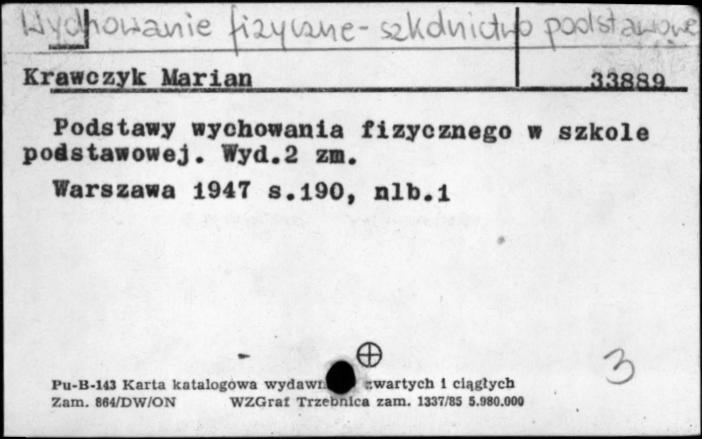 Wychowanie fizyczne - szkolnictwo podstawowe
Krawczyk Marian 33889
Podstawy wychowania fizycznego w szkole
podstawowej. Wyd.2 zm.
Warszawa 1947 s.190, nlb.1
3
Pu-B-143 Karta katalogowa wydawn zwartych i ciągłych
Zam. 864/DW/ON WZGraf Trzebnica zam. 1337/85 5.980.000